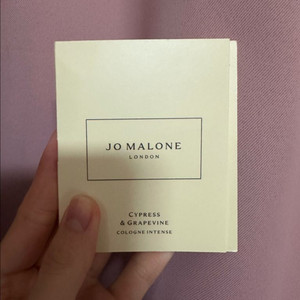 JO MALONE
LONDON
CYPRESS
& GRAPEVINE
COLOGNE INTENSE